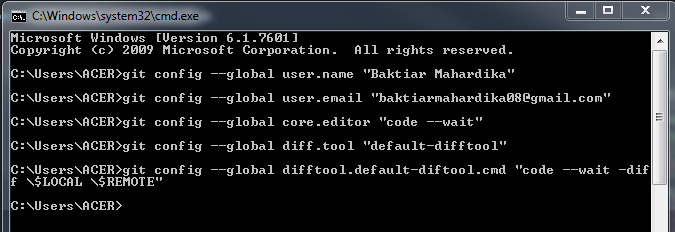 C:\Windows\system32\cmd.exe
Microsoft Windows [Version 6.1.7601]
Copyright (c) 2009 Microsoft Corporation.  All rights reserved.
C:\Users\ACER>git config --global user.name "Baktiar Mahardika"
C:\Users\ACER>git config --global user.email "baktiarmahardika08@gmail.com"
C:\Users\ACER>git config --global core.editor "code --wait"
C:\Users\ACER>git config --global diff.tool "default-difftool"
C:\Users\ACER>git config --global difftool.default-diftool.cmd "code --wait -dif
f \$LOCAL \$REMOTE"
C:\Users\ACER>